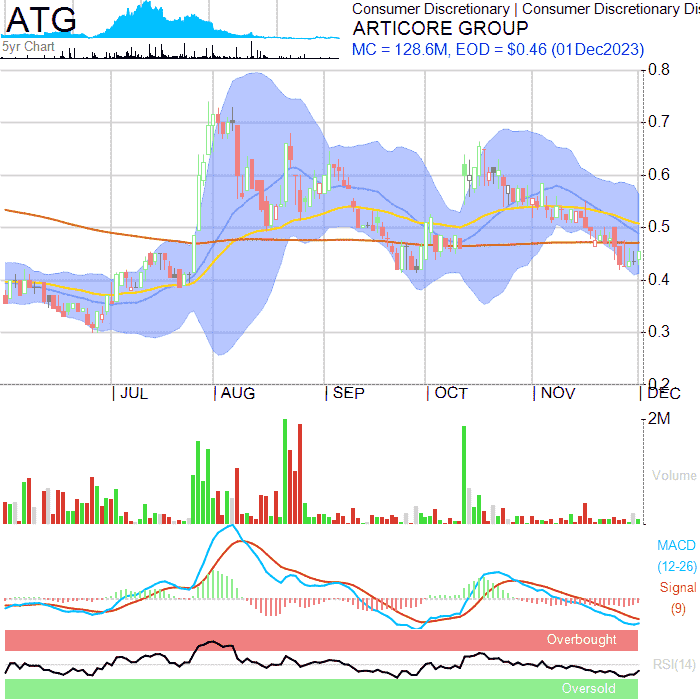 ATG
5yr Chart
Consumer Discretionary | Consumer Discretionary Dis
ARTICORE GROUP
MC = 128.6M, EOD = $0.46 (01Dec2023)
0.8
0.7
0.6
0.5
0.4
0.3
0.2
JUL AUG SEP OCT NOV DEC
2M
Volume
MACD
(12-26)
Signal
(9)
Overbought
RSI(14)
Oversold